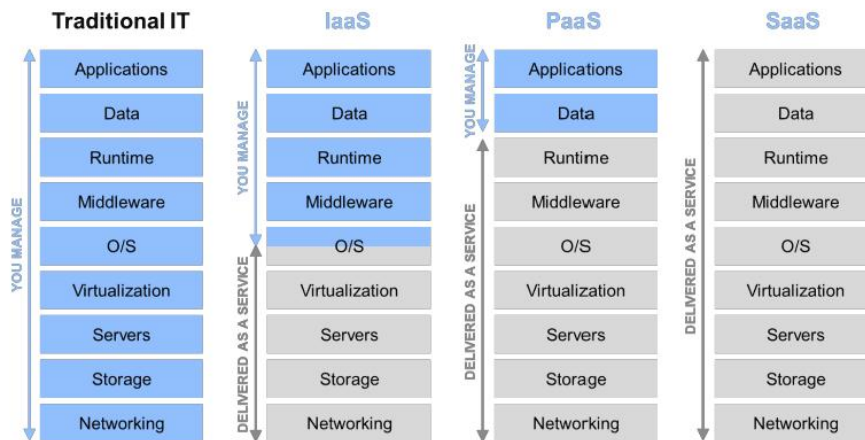 Traditional IT
IaaS
PaaS
SaaS
YOU MANAGE
Applications
Data
Runtime
Middleware
O/S
Virtualization
Servers
Storage
Networking
YOU MANAGE
DELIVERED AS A SERVICE
Applications
Data
Runtime
Middleware
O/S
Virtualization
Servers
Storage
Networking
YOU MANAGE
DELIVERED AS A SERVICE
Applications
Data
Runtime
Middleware
O/S
Virtualization
Servers
Storage
Networking
DELIVERED AS A SERVICE
Applications
Data
Runtime
Middleware
O/S
Virtualization
Servers
Storage
Networking